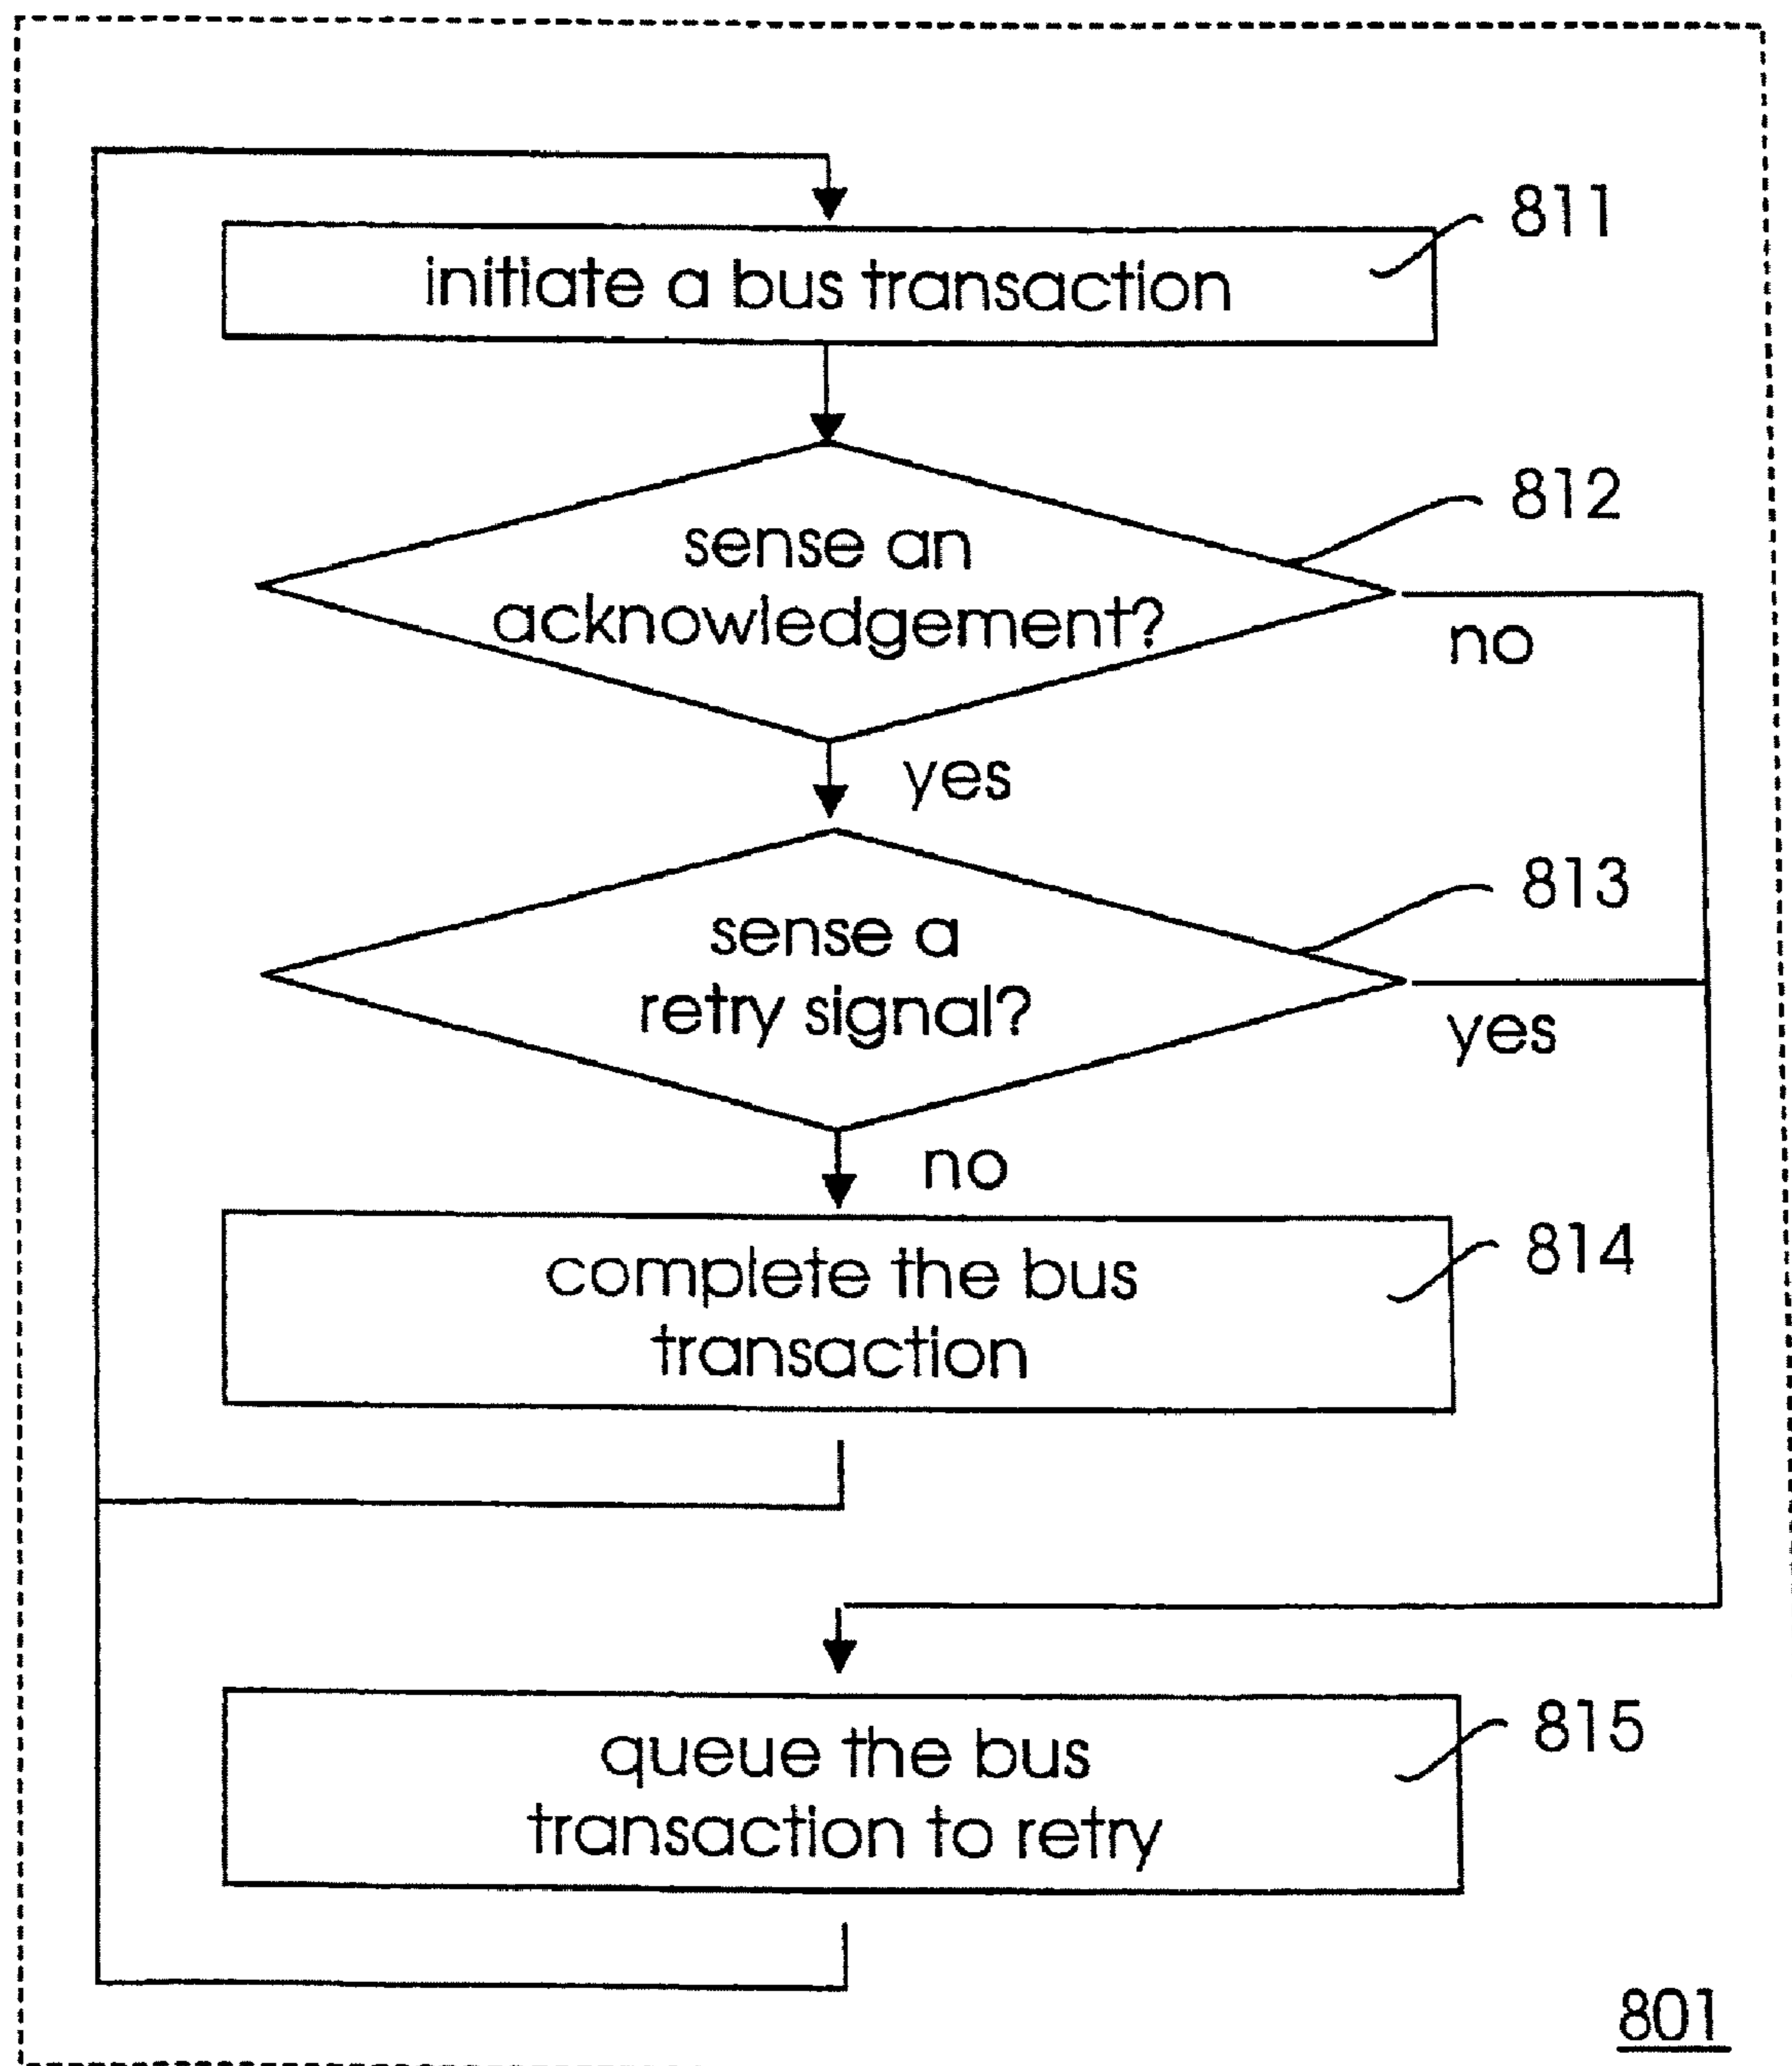 811
initiate a bus transaction
812
sense an
acknowledgement?
no
yes
813
sense a
retry signal?
yes
no
814
complete the bus
transaction
815
queue the bus
transaction to retry
801